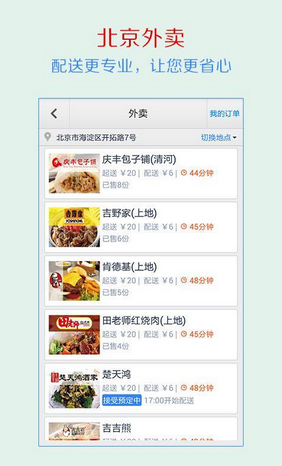 北京外卖
配送更专业，让您更省心
外卖
我的订单
北京市海淀区开拓路7号
切换地点
庆丰包子铺
庆丰包子铺(清河)
起送 ￥20 | 配送 ￥6 | 44分钟
已售8份
吉野家
吉野家(上地)
起送 ￥20 | 配送 ￥6 | 45分钟
已售6份
肯德基(上地)
起送 ￥20 | 配送 ￥6 | 48分钟
已售5份
田老师
田老师红烧肉(上地)
起送 ￥20 | 配送 ￥6 | 45分钟
已售5份
楚天鸿酒家
楚天鸿
起送 ￥20 | 配送 ￥6 | 48分钟
接受预定中 17:00开始配送
吉吉熊